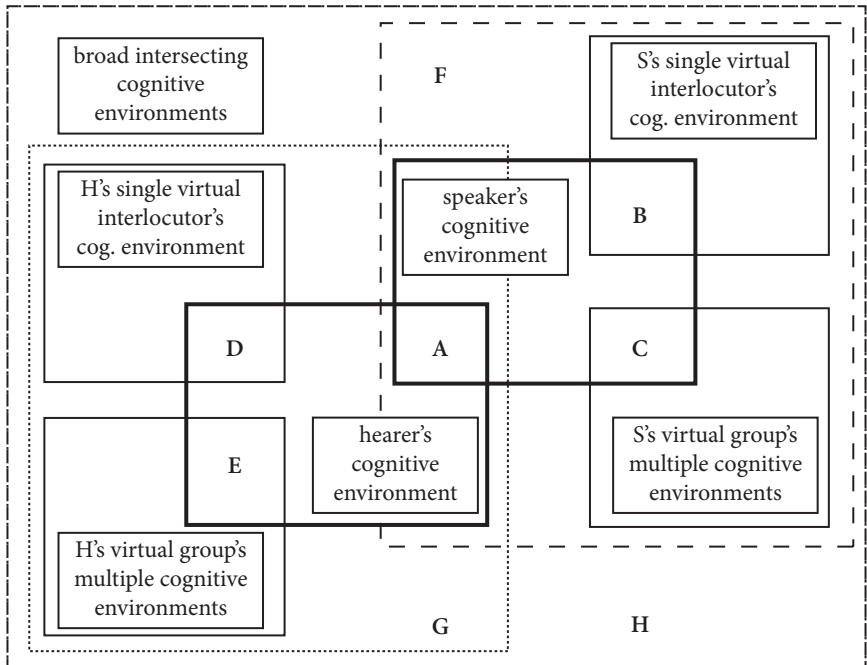 broad intersecting
cognitive
environments
F
S’s single virtual
interlocutor’s
cog. environment
H’s single virtual
interlocutor’s
cog. environment
speaker’s
cognitive
environment
B
D
A
C
E
hearer’s
cognitive
environment
S’s virtual group’s
multiple cognitive
environments
H’s virtual group’s
multiple cognitive
environments
G
H